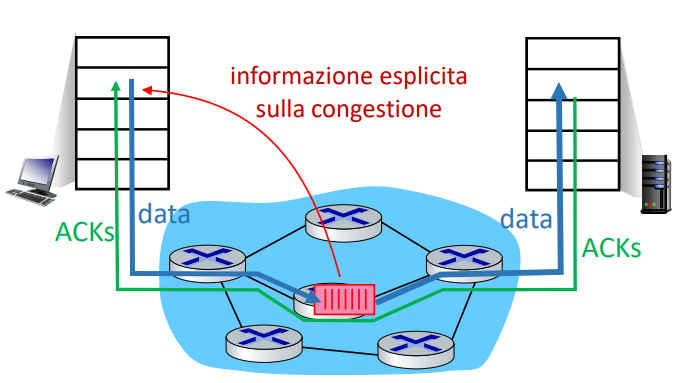 informazione esplicita
sulla congestione
data
ACKs
data
ACKs